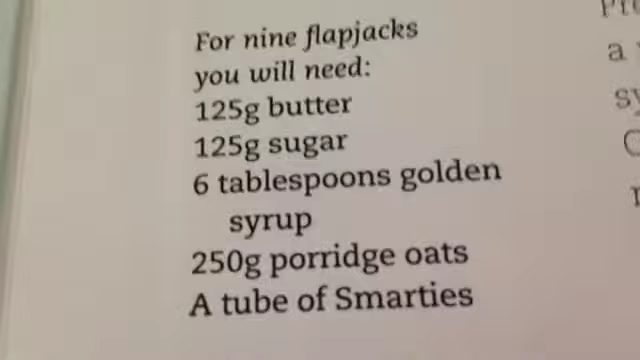 For nine flapjacks
you will need:
125g butter
125g sugar
6 tablespoons golden
syrup
250g porridge oats
A tube of Smarties
a